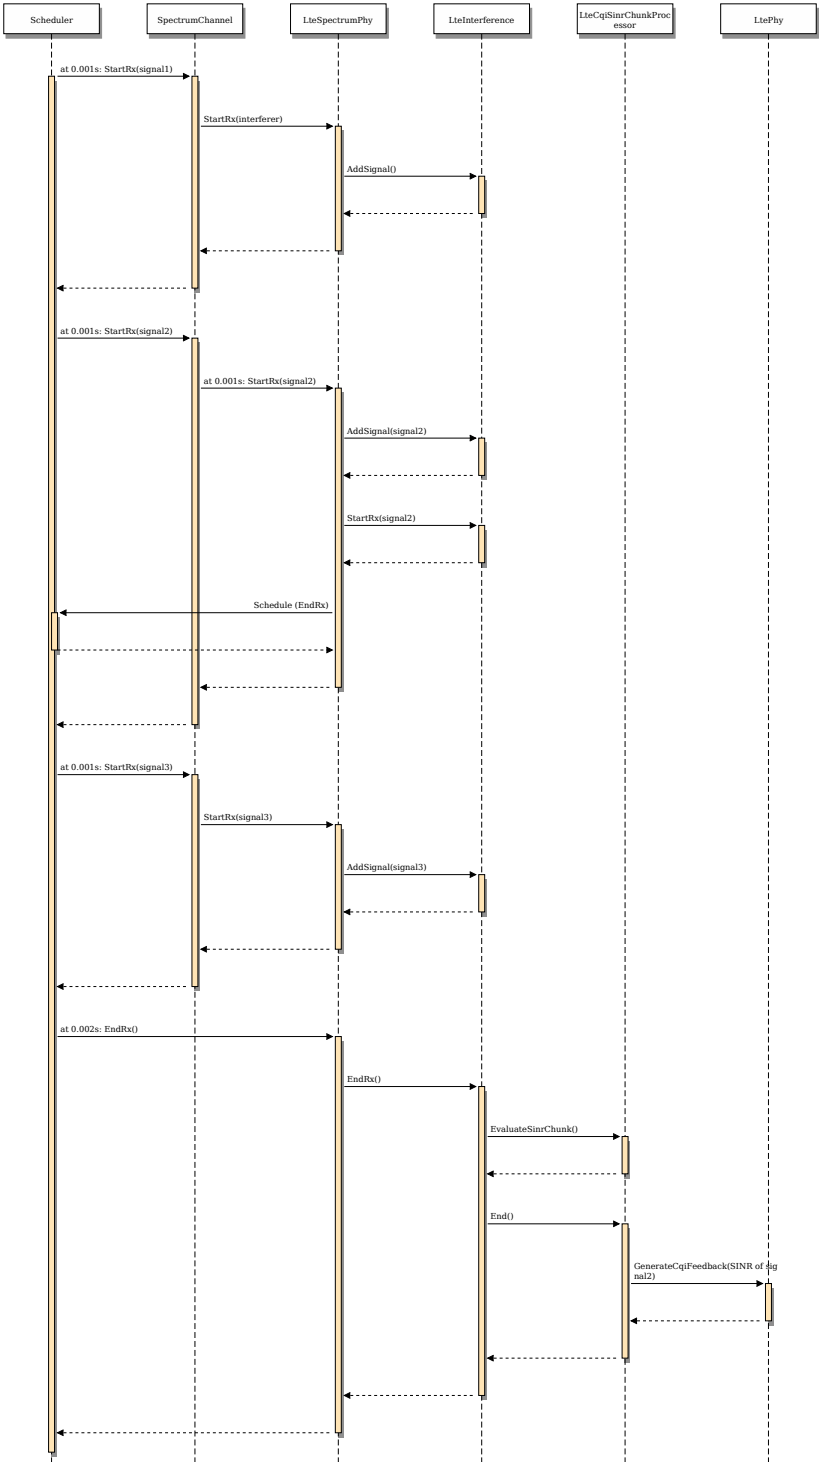 Scheduler
SpectrumChannel
LteSpectrumPhy
LteInterference
LteCqiSinrChunkProc
essor
LtePhy
at 0.001s: StartRx(signal1)
StartRx(interferer)
AddSignal()
at 0.001s: StartRx(signal2)
at 0.001s: StartRx(signal2)
AddSignal(signal2)
StartRx(signal2)
Schedule (EndRx)
at 0.001s: StartRx(signal3)
StartRx(signal3)
AddSignal(signal3)
at 0.002s: EndRx()
EndRx()
EvaluateSinrChunk()
End()
GenerateCqiFeedback(SINR of sig
nal2)